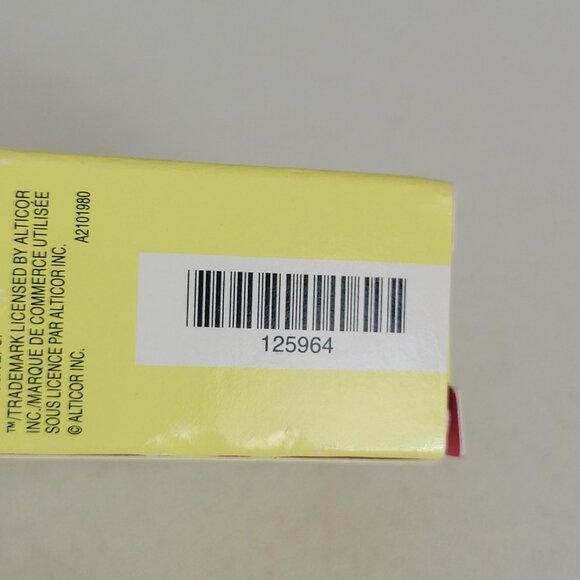 ™/TRADEMARK LICENSED BY ALTICOR
INC./MARQUE DE COMMERCE UTILISÉE
SOUS LICENCE PAR ALTICOR INC.
© ALTICOR INC.
A2101980
125964